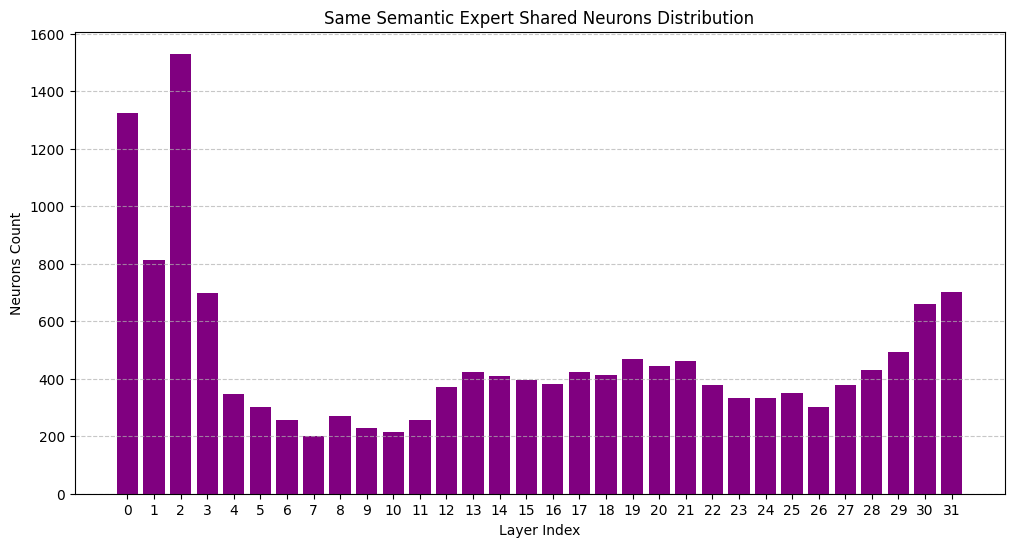 Same Semantic Expert Shared Neurons Distribution
1600
1400
1200
1000
800
600
400
200
0
Neurons Count
0 1 2 3 4 5 6 7 8 9 10 11 12 13 14 15 16 17 18 19 20 21 22 23 24 25 26 27 28 29 30 31
Layer Index